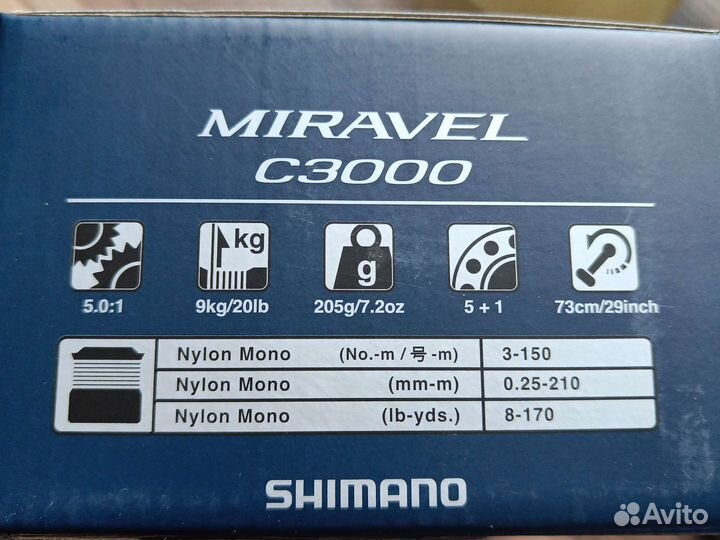 MIRAVEL
C3000
kg
g
5.0:1 9kg/20lb 205g/7.2oz 5 + 1 73cm/29inch
Nylon Mono (No.-m / 号-m) 3-150
Nylon Mono (mm-m) 0.25-210
Nylon Mono (lb-yds.) 8-170
SHIMANO
Avito